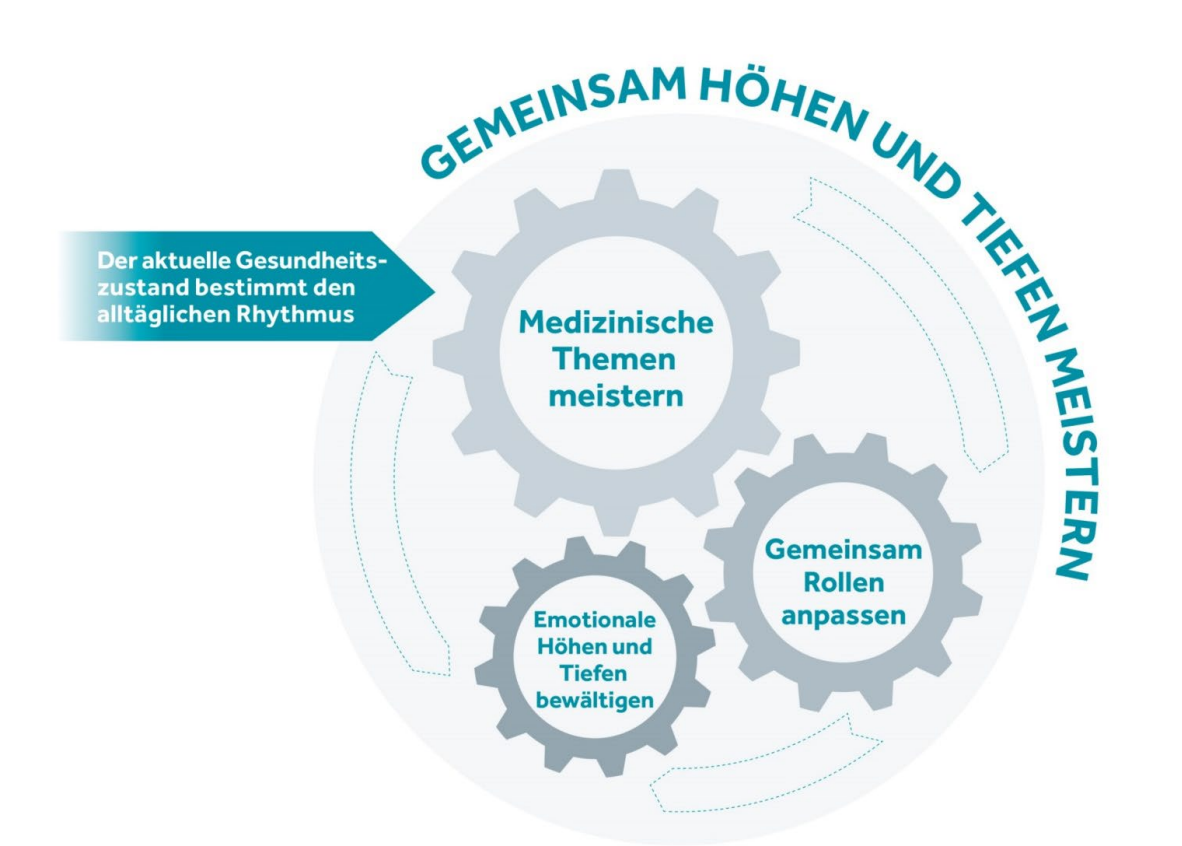 GEMEINSAM HÖHEN UND TIEFEN MEISTERN
Der aktuelle Gesundheits-
zustand bestimmt den
alltäglichen Rhythmus
Medizinische
Themen
meistern
Gemeinsam
Rollen
anpassen
Emotionale
Höhen und
Tiefen
bewältigen